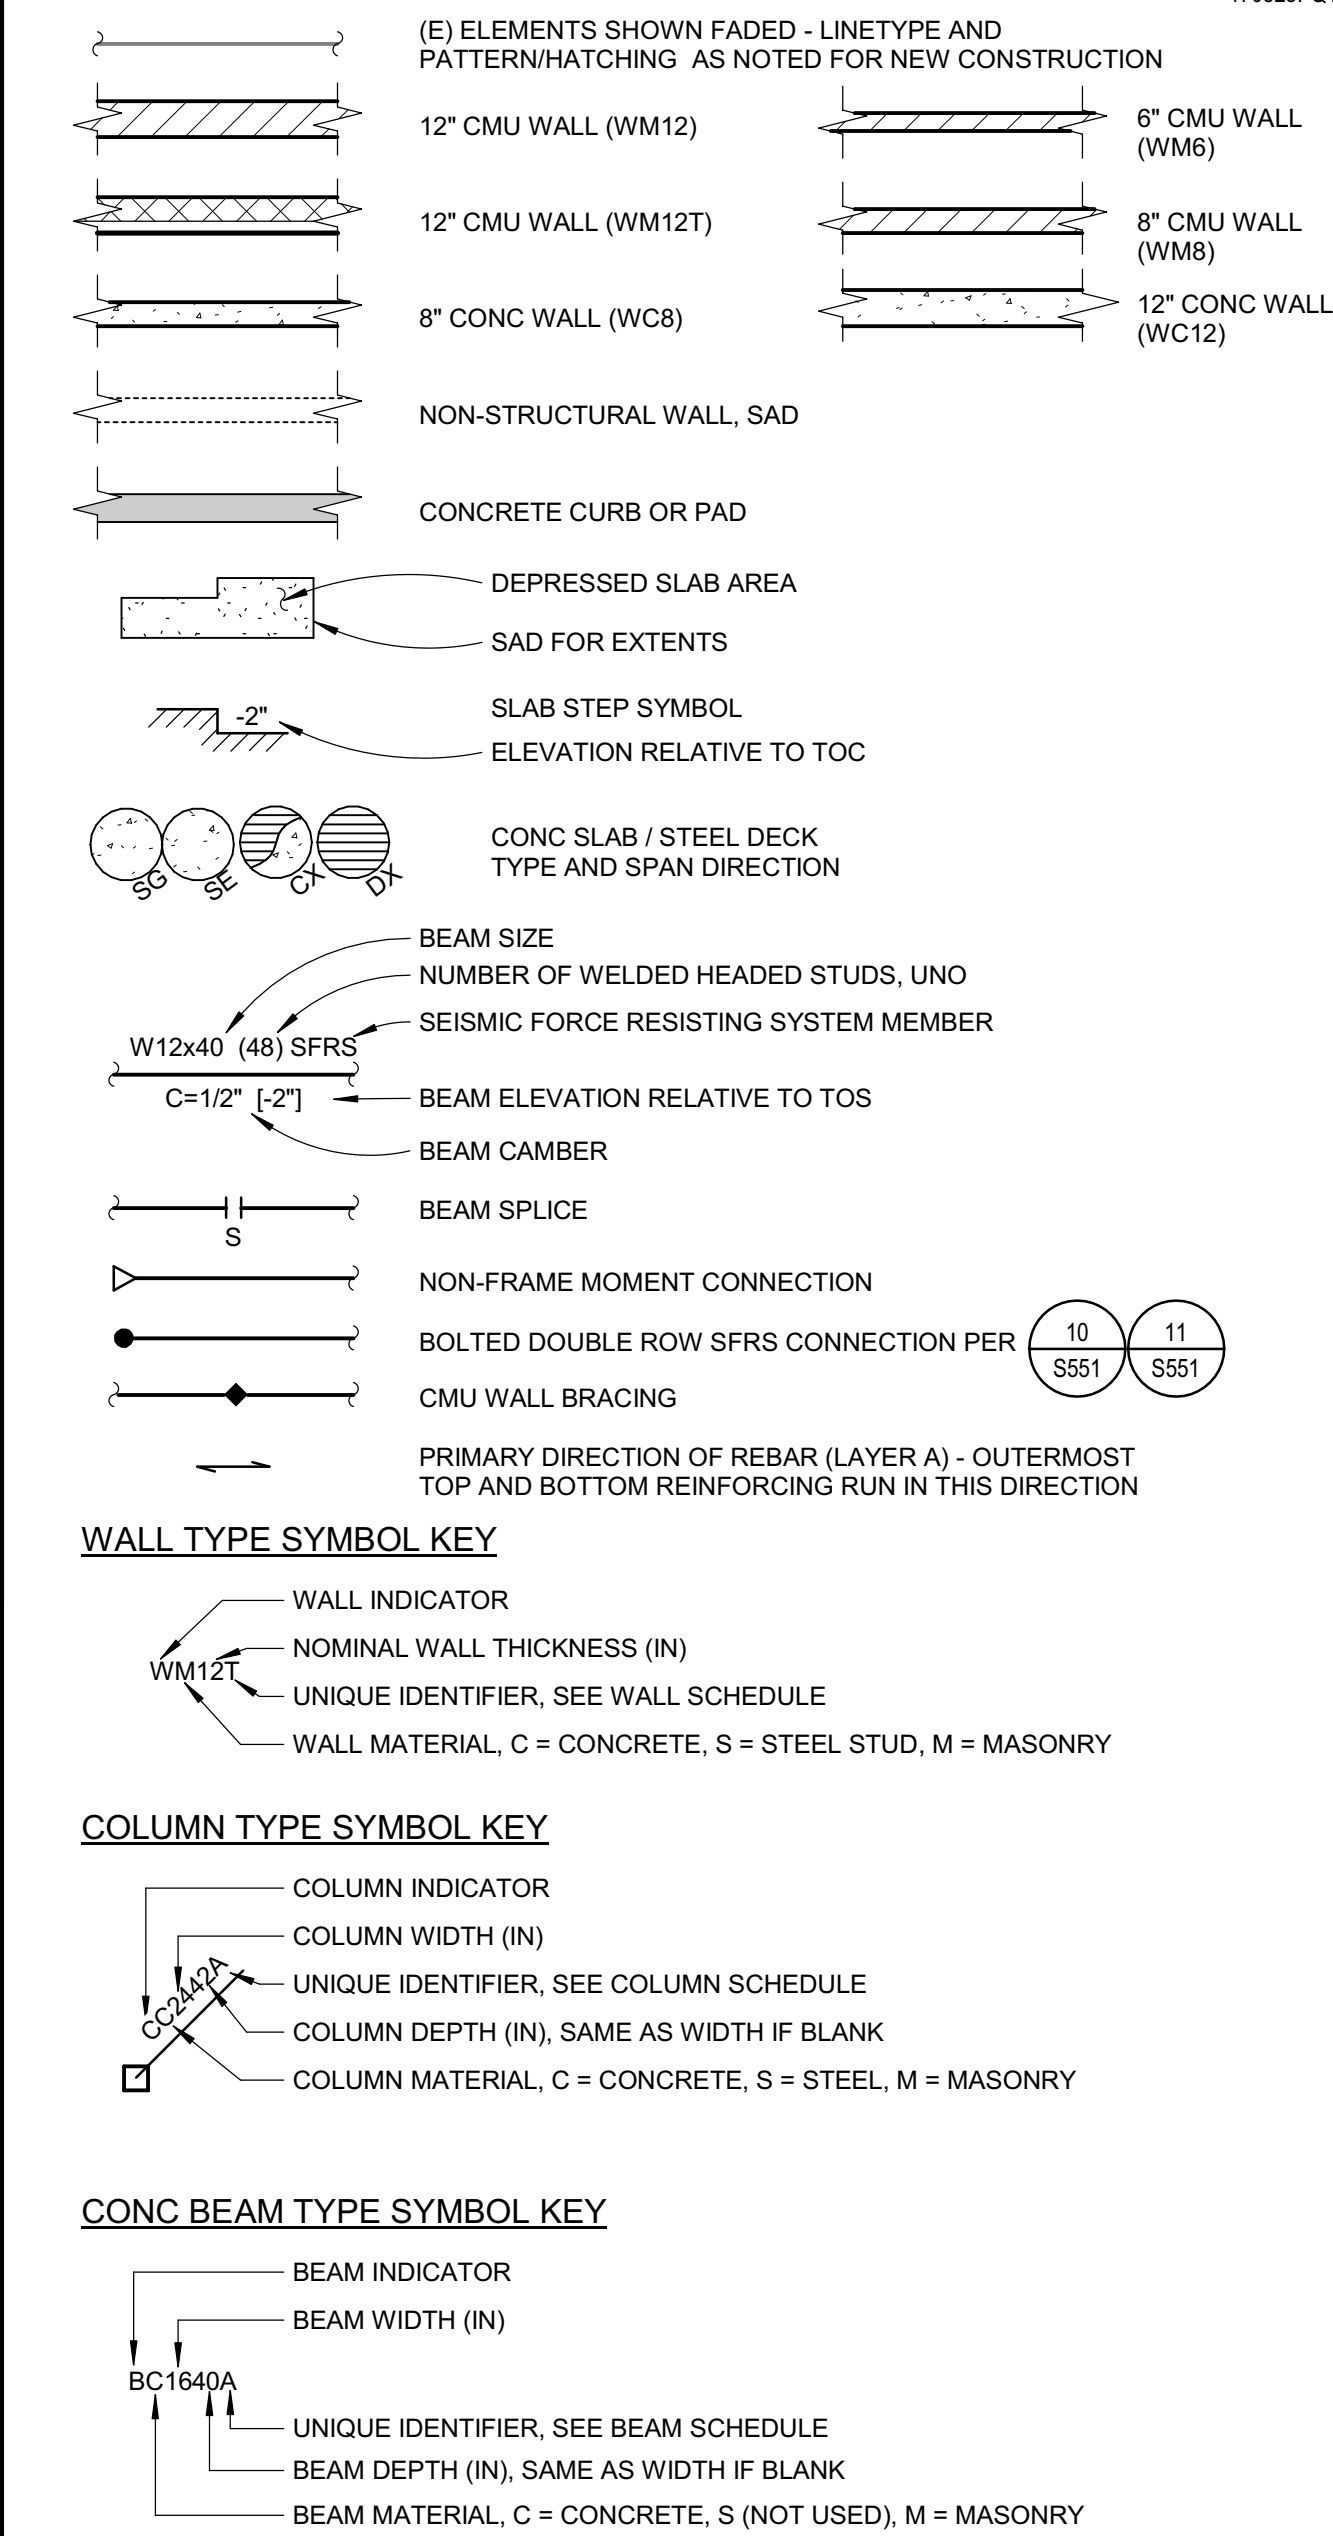 (E) ELEMENTS SHOWN FADED - LINETYPE AND
PATTERN/HATCHING AS NOTED FOR NEW CONSTRUCTION
12" CMU WALL (WM12)
6" CMU WALL
(WM6)
12" CMU WALL (WM12T)
8" CMU WALL
(WM8)
8" CONC WALL (WC8)
12" CONC WALL
(WC12)
NON-STRUCTURAL WALL, SAD
CONCRETE CURB OR PAD
DEPRESSED SLAB AREA
SAD FOR EXTENTS
-2"
SLAB STEP SYMBOL
ELEVATION RELATIVE TO TOC
SG SE CX DX
CONC SLAB / STEEL DECK
TYPE AND SPAN DIRECTION
BEAM SIZE
NUMBER OF WELDED HEADED STUDS, UNO
SEISMIC FORCE RESISTING SYSTEM MEMBER
W12x40 (48) SFRS
C=1/2" [-2"]
BEAM ELEVATION RELATIVE TO TOS
BEAM CAMBER
BEAM SPLICE
S
NON-FRAME MOMENT CONNECTION
BOLTED DOUBLE ROW SFRS CONNECTION PER
10
S551
11
S551
CMU WALL BRACING
PRIMARY DIRECTION OF REBAR (LAYER A) - OUTERMOST
TOP AND BOTTOM REINFORCING RUN IN THIS DIRECTION
WALL TYPE SYMBOL KEY
WALL INDICATOR
NOMINAL WALL THICKNESS (IN)
WM12T
UNIQUE IDENTIFIER, SEE WALL SCHEDULE
WALL MATERIAL, C = CONCRETE, S = STEEL STUD, M = MASONRY
COLUMN TYPE SYMBOL KEY
COLUMN INDICATOR
COLUMN WIDTH (IN)
CC2442A
UNIQUE IDENTIFIER, SEE COLUMN SCHEDULE
COLUMN DEPTH (IN), SAME AS WIDTH IF BLANK
COLUMN MATERIAL, C = CONCRETE, S = STEEL, M = MASONRY
CONC BEAM TYPE SYMBOL KEY
BEAM INDICATOR
BEAM WIDTH (IN)
BC1640A
UNIQUE IDENTIFIER, SEE BEAM SCHEDULE
BEAM DEPTH (IN), SAME AS WIDTH IF BLANK
BEAM MATERIAL, C = CONCRETE, S (NOT USED), M = MASONRY